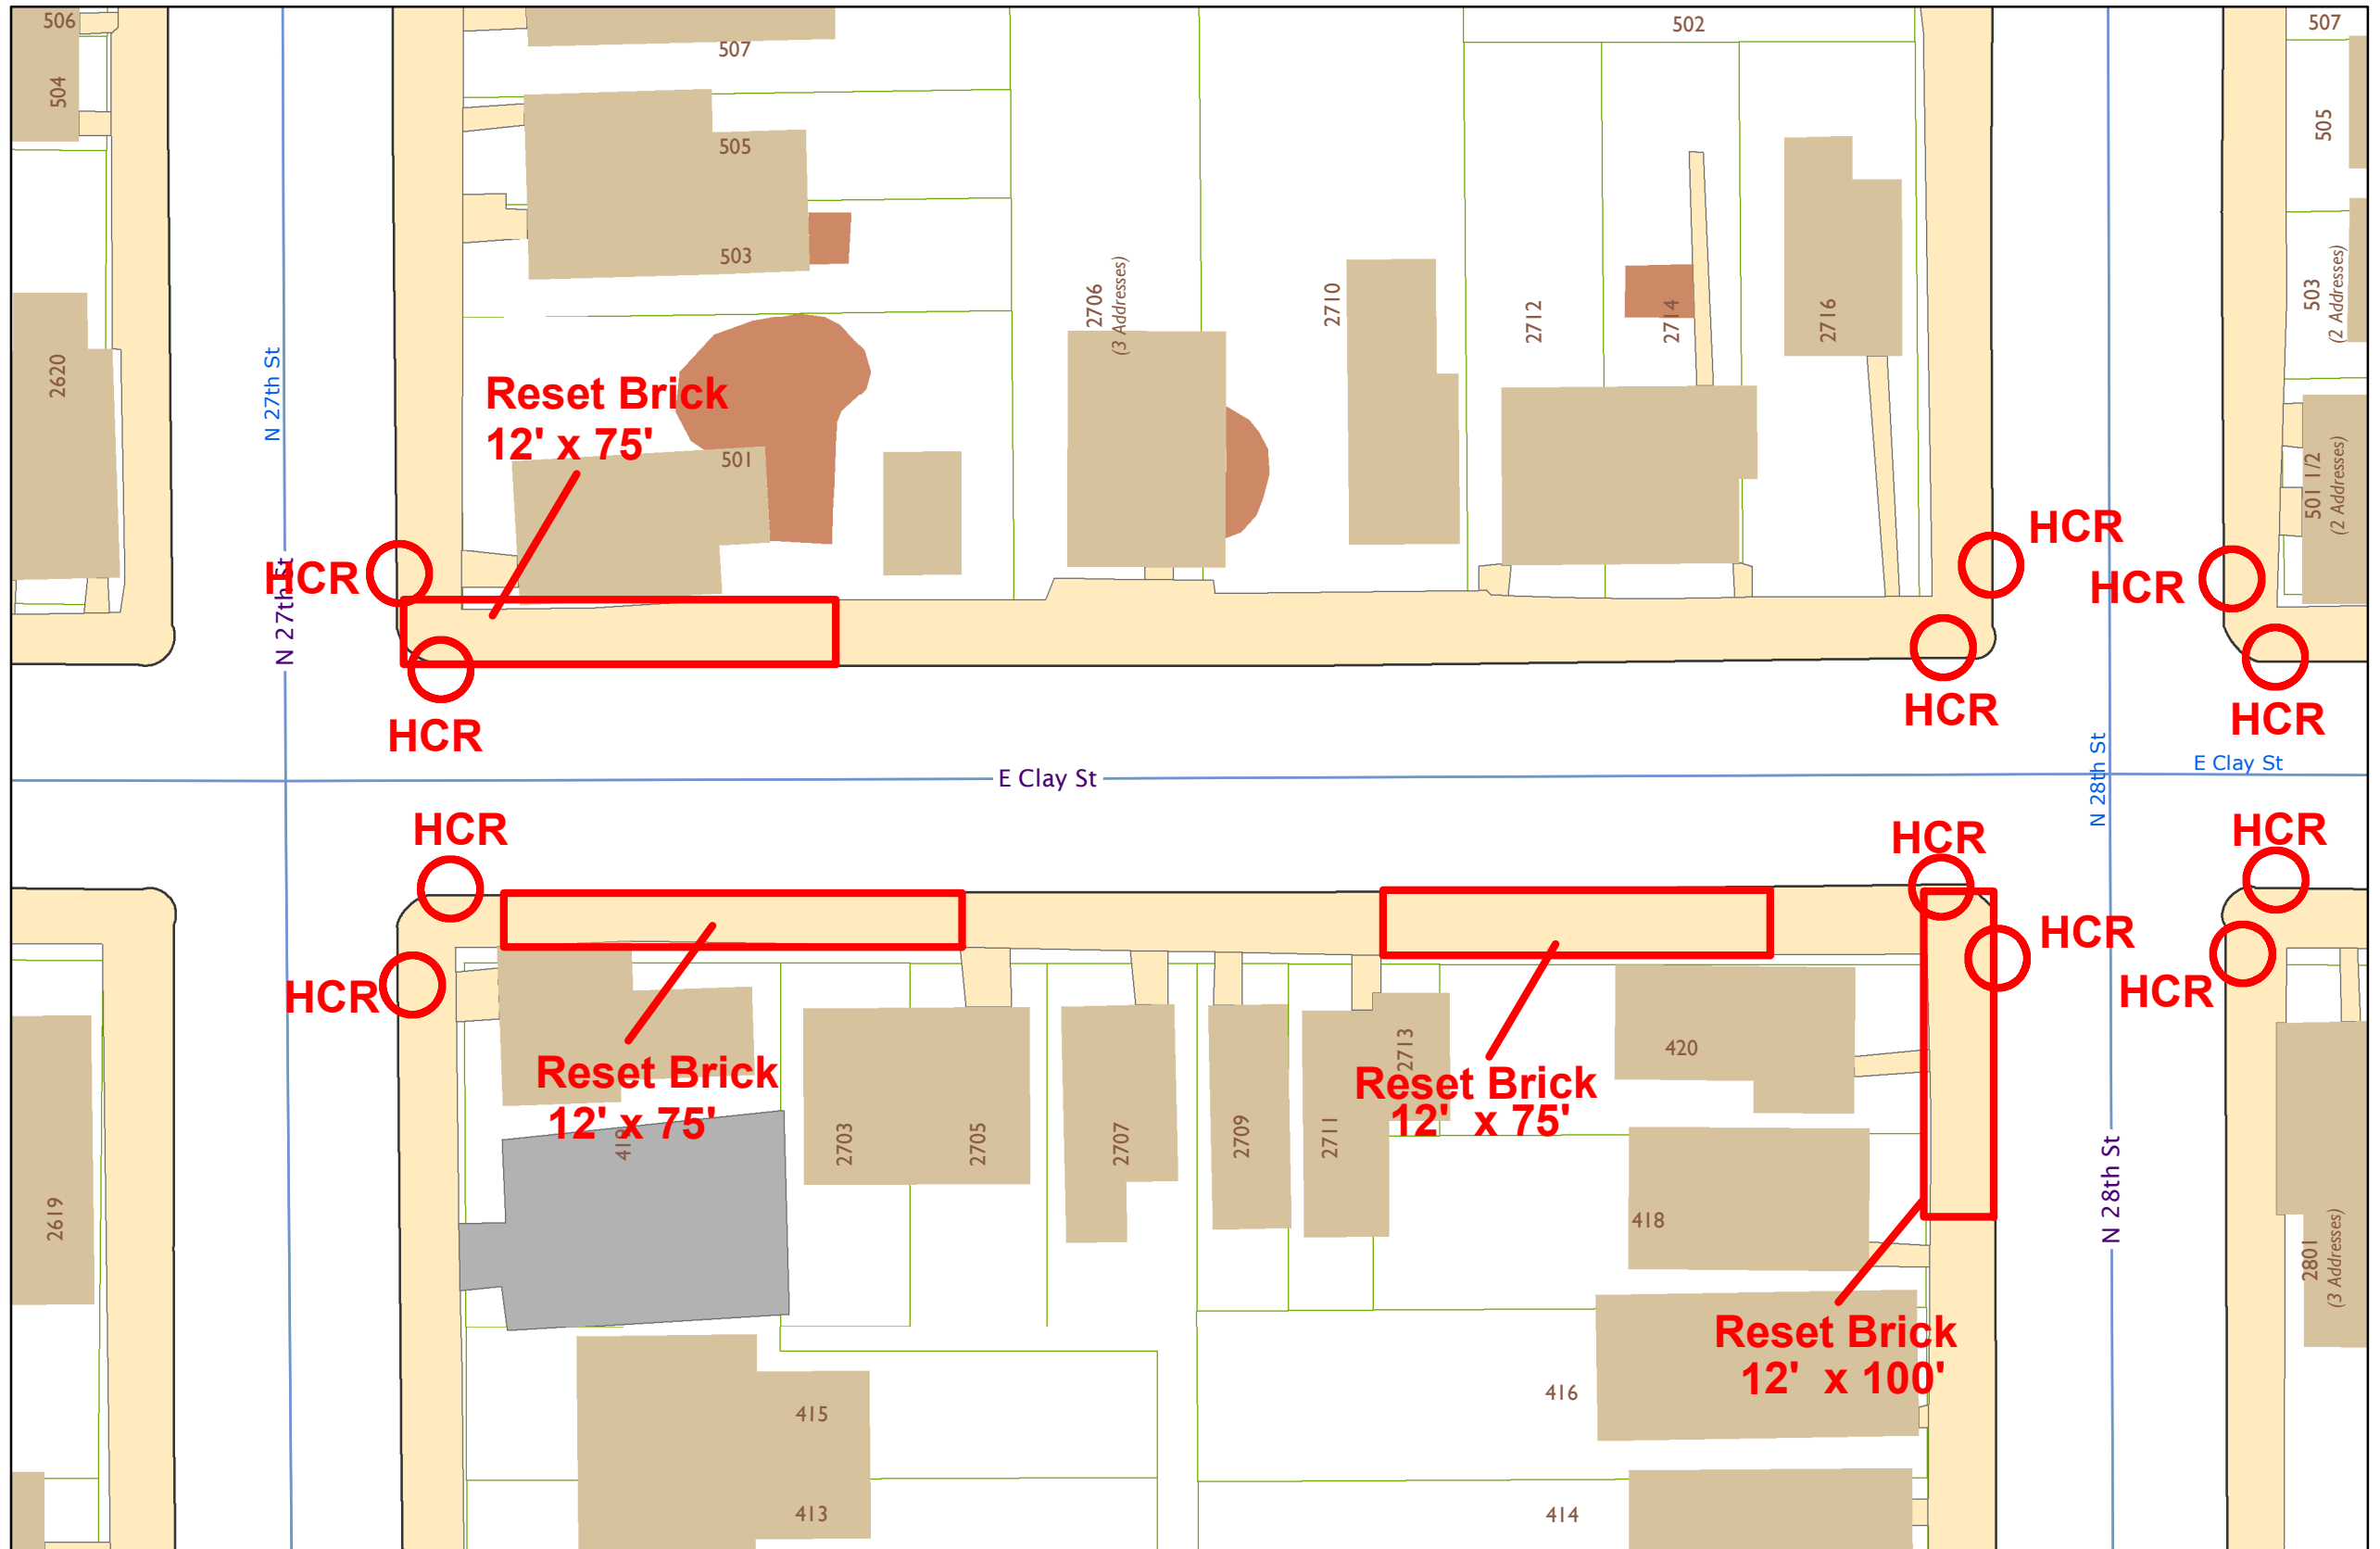 506
507
502
507
504
505
505
503
503
(2 Addresses)
2706
(3 Addresses)
2710
2712
2714
2716
2620
N 27th St
Reset Brick
12' x 75'
501
501 1/2
(2 Addresses)
HCR
HCR
HCR
N 27th St
HCR
HCR
HCR
N 28th St
E Clay St
E Clay St
HCR
HCR
HCR
HCR
HCR
HCR
Reset Brick
12' x 75'
2713
420
Reset Brick
12' x 75'
2703
2705
2707
2709
2711
N 28th St
2619
418
2801
(3 Addresses)
Reset Brick
12' x 100'
416
415
413
414